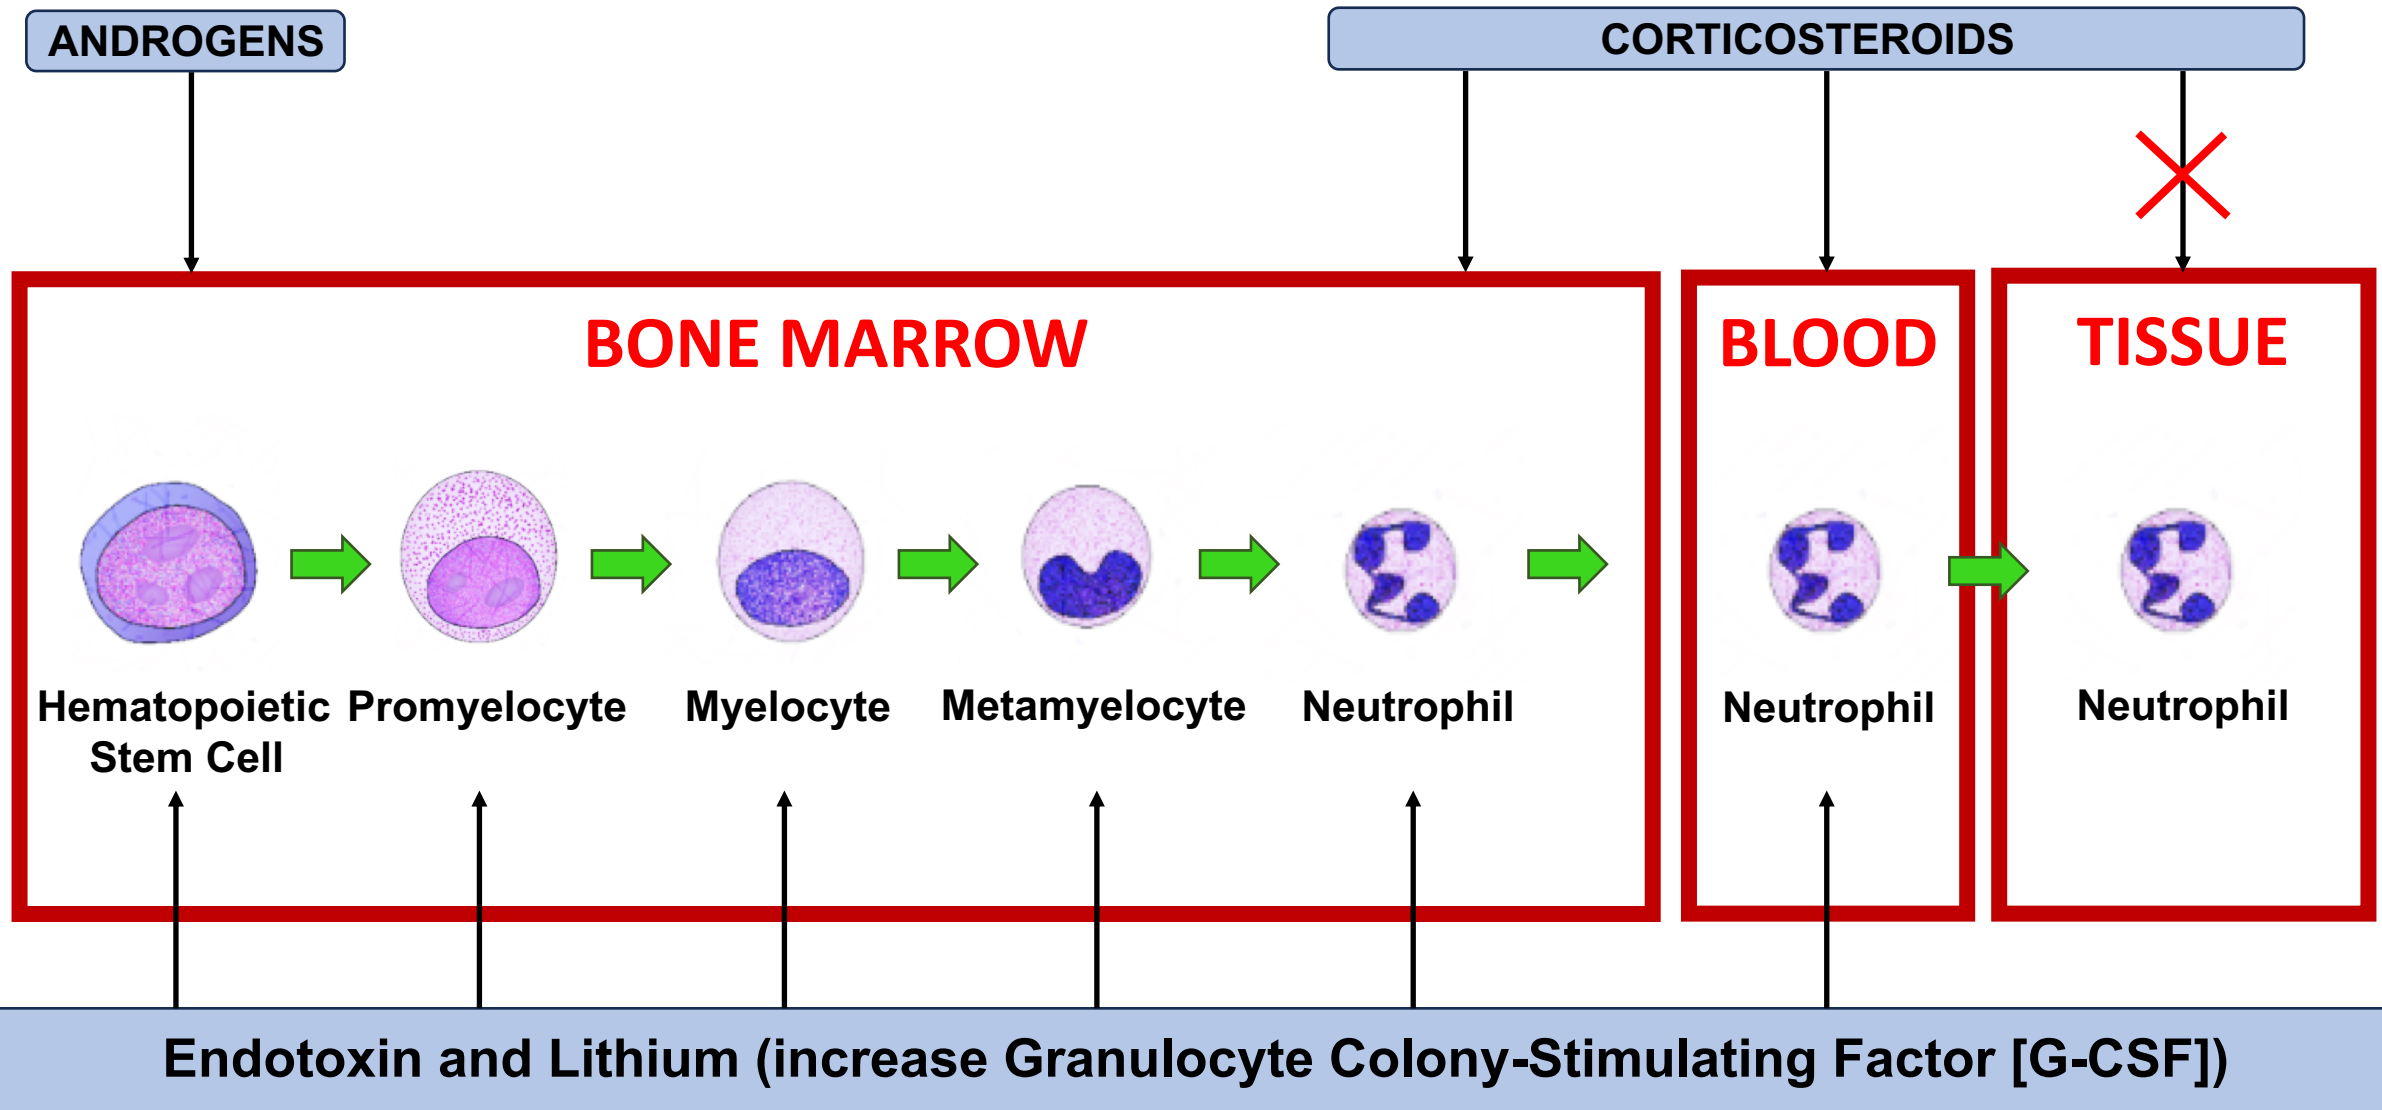 ANDROGENS
CORTICOSTEROIDS
BONE MARROW
BLOOD
TISSUE
Hematopoietic
Stem Cell
Promyelocyte
Myelocyte
Metamyelocyte
Neutrophil
Neutrophil
Neutrophil
Endotoxin and Lithium (increase Granulocyte Colony-Stimulating Factor [G-CSF])